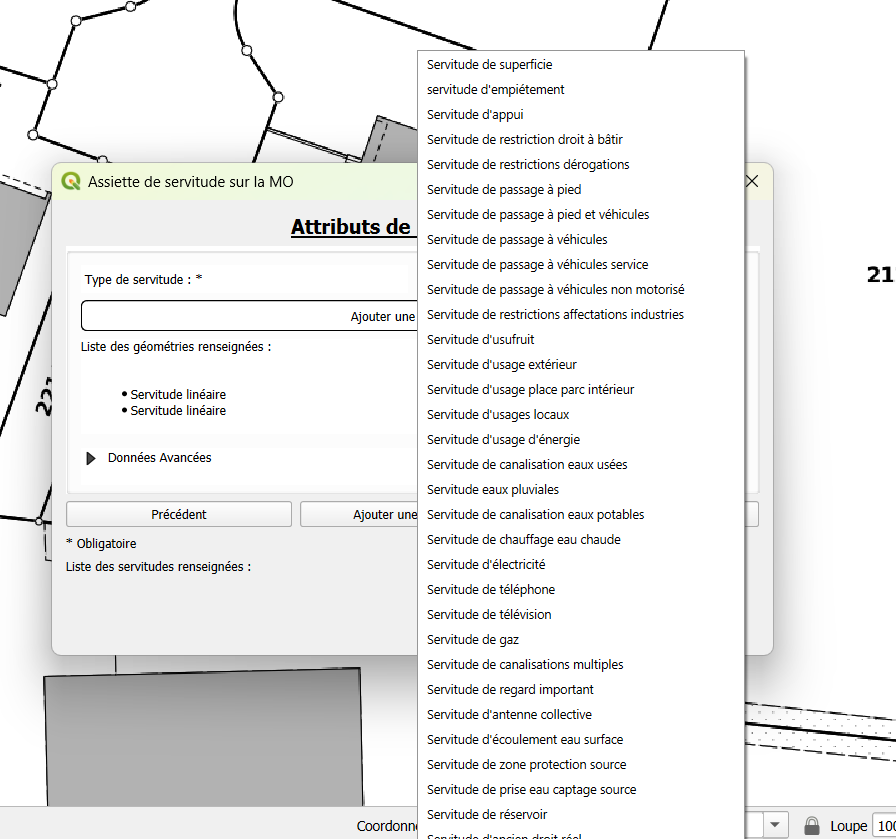 Assiette de servitude sur la MO
Attributs de
Type de servitude : *
Ajouter une
Liste des géométries renseignées :
• Servitude linéaire
• Servitude linéaire
Données Avancées
Précédent
Ajouter une
* Obligatoire
Liste des servitudes renseignées :
Servitude de superficie
servitude d'empiétement
Servitude d'appui
Servitude de restriction droit à bâtir
Servitude de restrictions dérogations
Servitude de passage à pied
Servitude de passage à pied et véhicules
Servitude de passage à véhicules
Servitude de passage à véhicules service
Servitude de passage à véhicules non motorisé
Servitude de restrictions affectations industries
Servitude d'usufruit
Servitude d'usage extérieur
Servitude d'usage place parc intérieur
Servitude d'usages locaux
Servitude d'usage d'énergie
Servitude de canalisation eaux usées
Servitude eaux pluviales
Servitude de canalisation eaux potables
Servitude de chauffage eau chaude
Servitude d'électricité
Servitude de téléphone
Servitude de télévision
Servitude de gaz
Servitude de canalisations multiples
Servitude de regard important
Servitude d'antenne collective
Servitude d'écoulement eau surface
Servitude de zone protection source
Servitude de prise eau captage source
Servitude de réservoir
Servitude d'ancien droit réel
21
Coordonn
Loupe